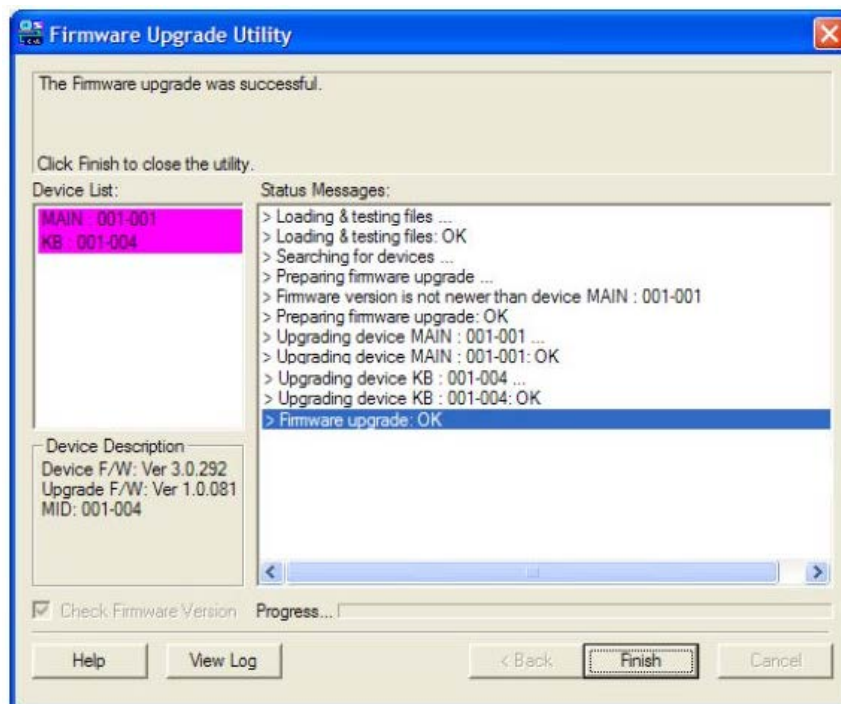 Firmware Upgrade Utility
The Firmware upgrade was successful.
Click Finish to close the utility.
Device List:
MAIN : 001-001
KB : 001-004
Status Messages:
> Loading & testing files ...
> Loading & testing files: OK
> Searching for devices ...
> Preparing firmware upgrade ...
> Firmware version is not newer than device MAIN : 001-001
> Preparing firmware upgrade: OK
> Upgrading device MAIN : 001-001 ...
> Upgrading device MAIN : 001-001: OK
> Upgrading device KB : 001-004 ...
> Upgrading device KB : 001-004: OK
> Firmware upgrade: OK
Device Description
Device F/W: Ver 3.0.292
Upgrade F/W: Ver 1.0.081
MID: 001-004
Check Firmware Version
Progress...
Help
View Log
< Back
Finish
Cancel